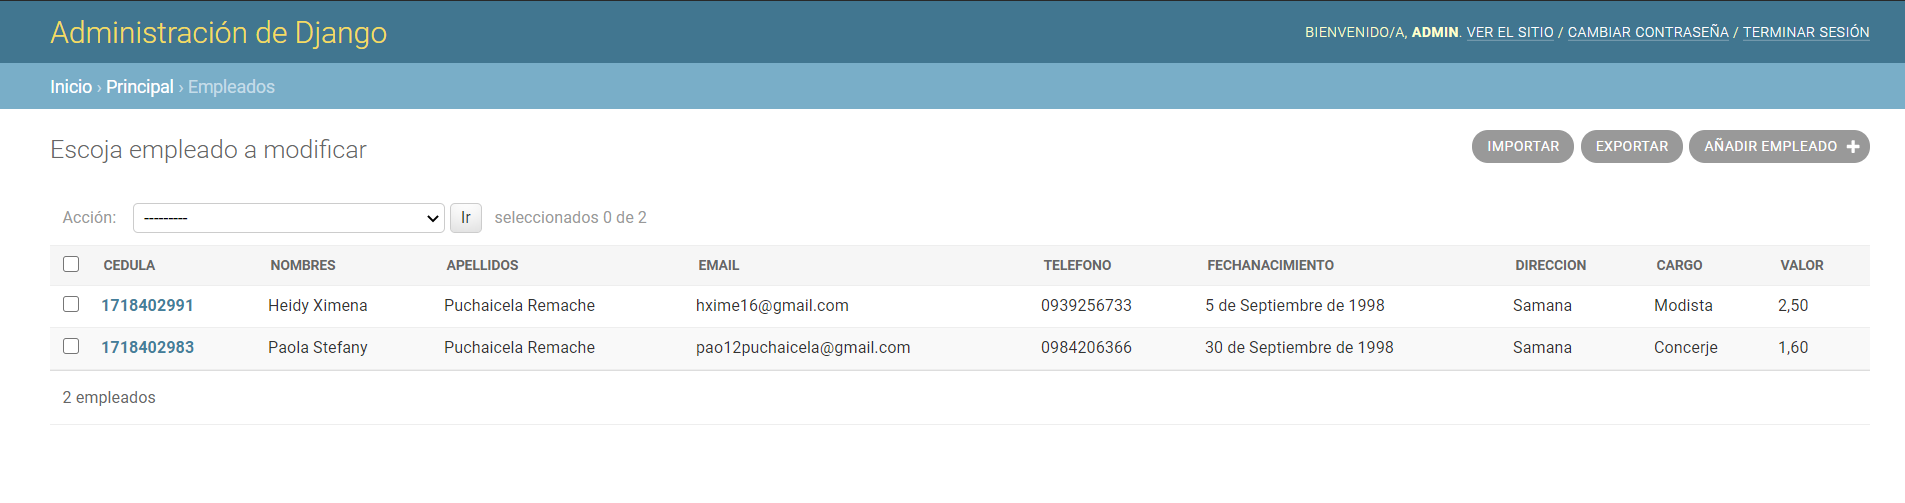 Administración de Django
BIENVENIDO/A, ADMIN. VER EL SITIO / CAMBIAR CONTRASEÑA / TERMINAR SESIÓN
Inicio › Principal › Empleados
Escoja empleado a modificar
IMPORTAR EXPORTAR AÑADIR EMPLEADO +
Acción: --------- Ir seleccionados 0 de 2
CEDULA NOMBRES APELLIDOS EMAIL TELEFONO FECHANACIMIENTO DIRECCION CARGO VALOR
1718402991 Heidy Ximena Puchaicela Remache hxime16@gmail.com 0939256733 5 de Septiembre de 1998 Samana Modista 2,50
1718402983 Paola Stefany Puchaicela Remache pao12puchaicela@gmail.com 0984206366 30 de Septiembre de 1998 Samana Concerje 1,60
2 empleados